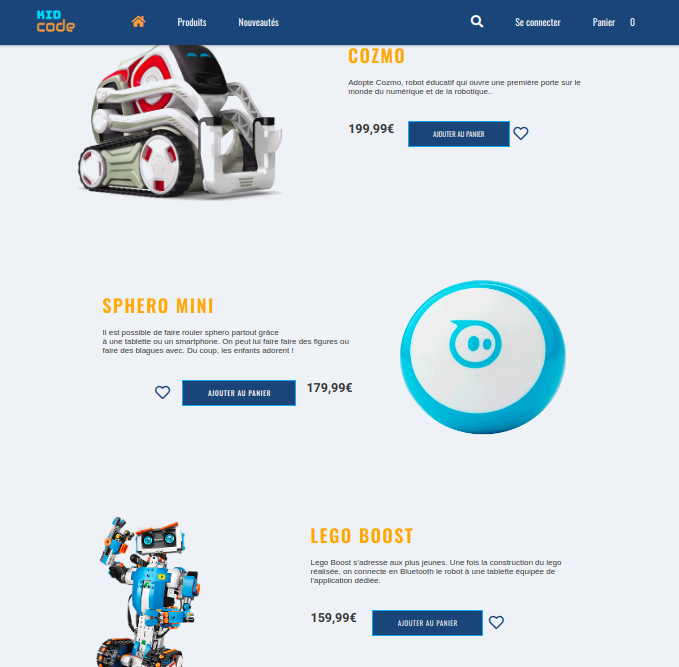 KID
code
Produits
Nouveautés
Se connecter
Panier 0
COZMO
Adopte Cozmo, robot éducatif qui ouvre une première porte sur le
monde du numérique et de la robotique..
199,99€
AJOUTER AU PANIER
SPHERO MINI
Il est possible de faire rouler sphero partout grâce
à une tablette ou un smartphone. On peut lui faire faire des figures ou
faire des blagues avec. Du coup, les enfants adorent !
AJOUTER AU PANIER
179,99€
LEGO BOOST
Lego Boost s'adresse aux plus jeunes. Une fois la construction du lego
réalisée, on connecte en Bluetooth le robot à une tablette équipée de
l'application dédiée.
159,99€
AJOUTER AU PANIER